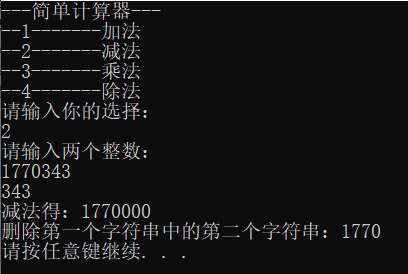 ---简单计算器---
--1-------加法
--2-------减法
--3-------乘法
--4-------除法
请输入你的选择：
2
请输入两个整数：
1770343
343
减法得：1770000
删除第一个字符串中的第二个字符串：1770
请按任意键继续. . .